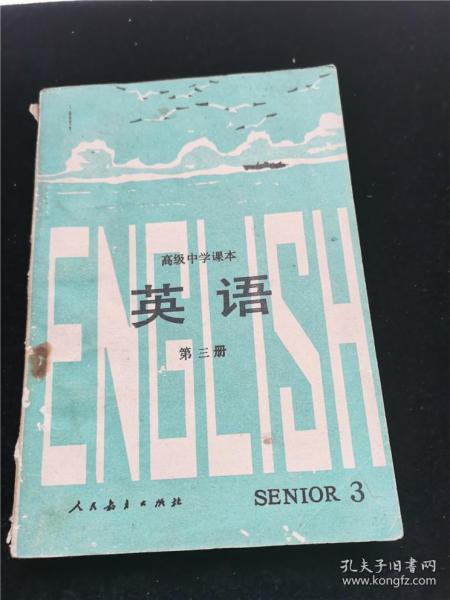 ENGLISH
高级中学课本
英语
第三册
人民教育出版社
SENIOR 3
孔夫子旧书网
www.kongfz.com